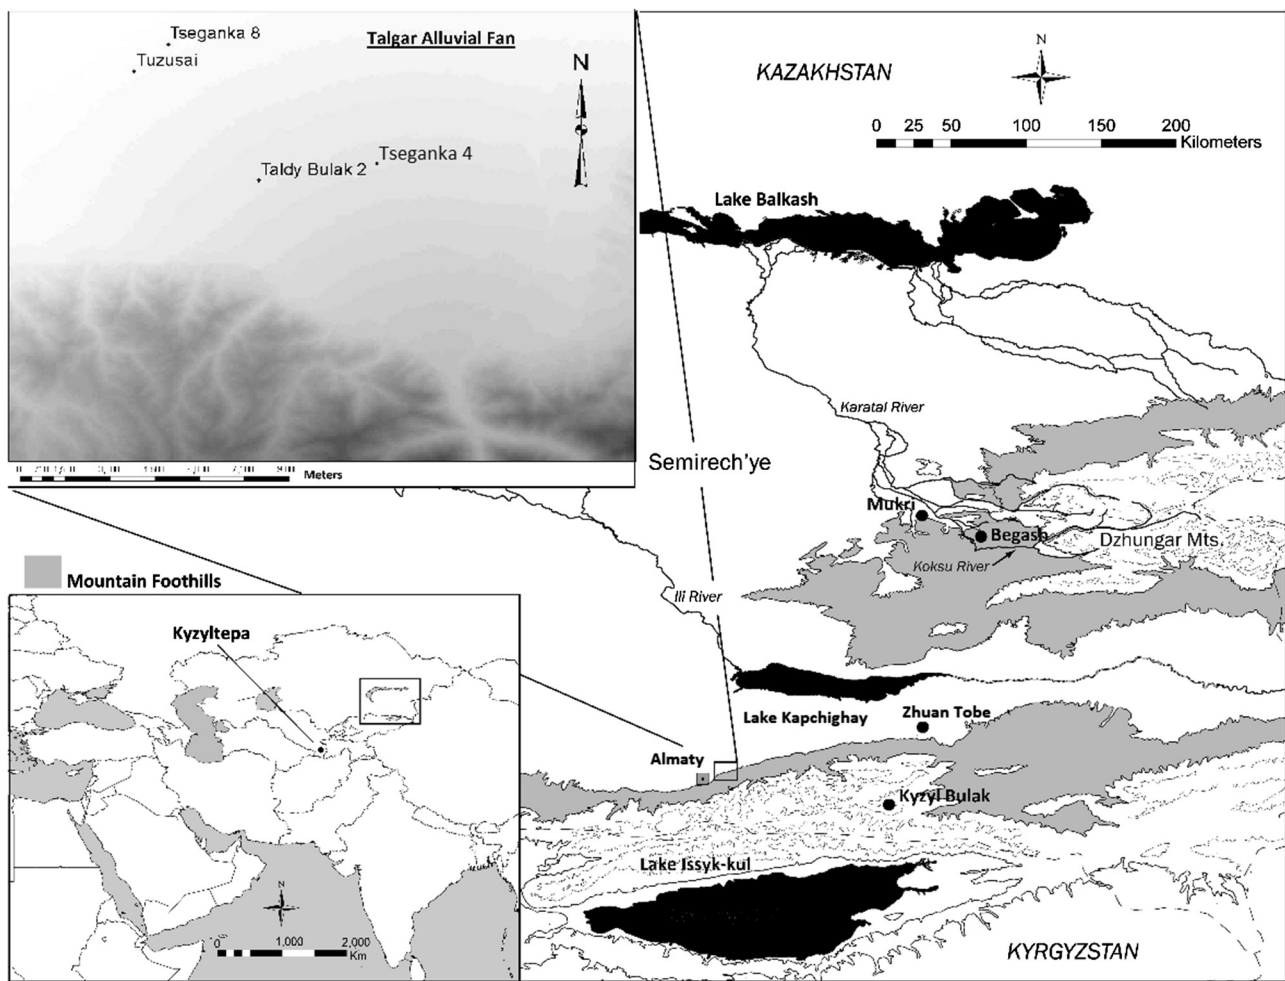 Tseganka 8
Talgar Alluvial Fan
Tuzusai
N
Tseganka 4
Taldy Bulak 2
Meters
N
KAZAKHSTAN
0 25 50 100 150 200
Kilometers
Lake Balkash
Karatal River
Semirech'ye
Mukri
Begash
Dzhungar Mts.
Koksu River
Ili River
Mountain Foothills
Kyzyltepa
Lake Kapchighay
Zhuan Tobe
Almaty
Kyzyl Bulak
Lake Issyk-kul
N
0 1,000 2,000
Km
KYRGYZSTAN